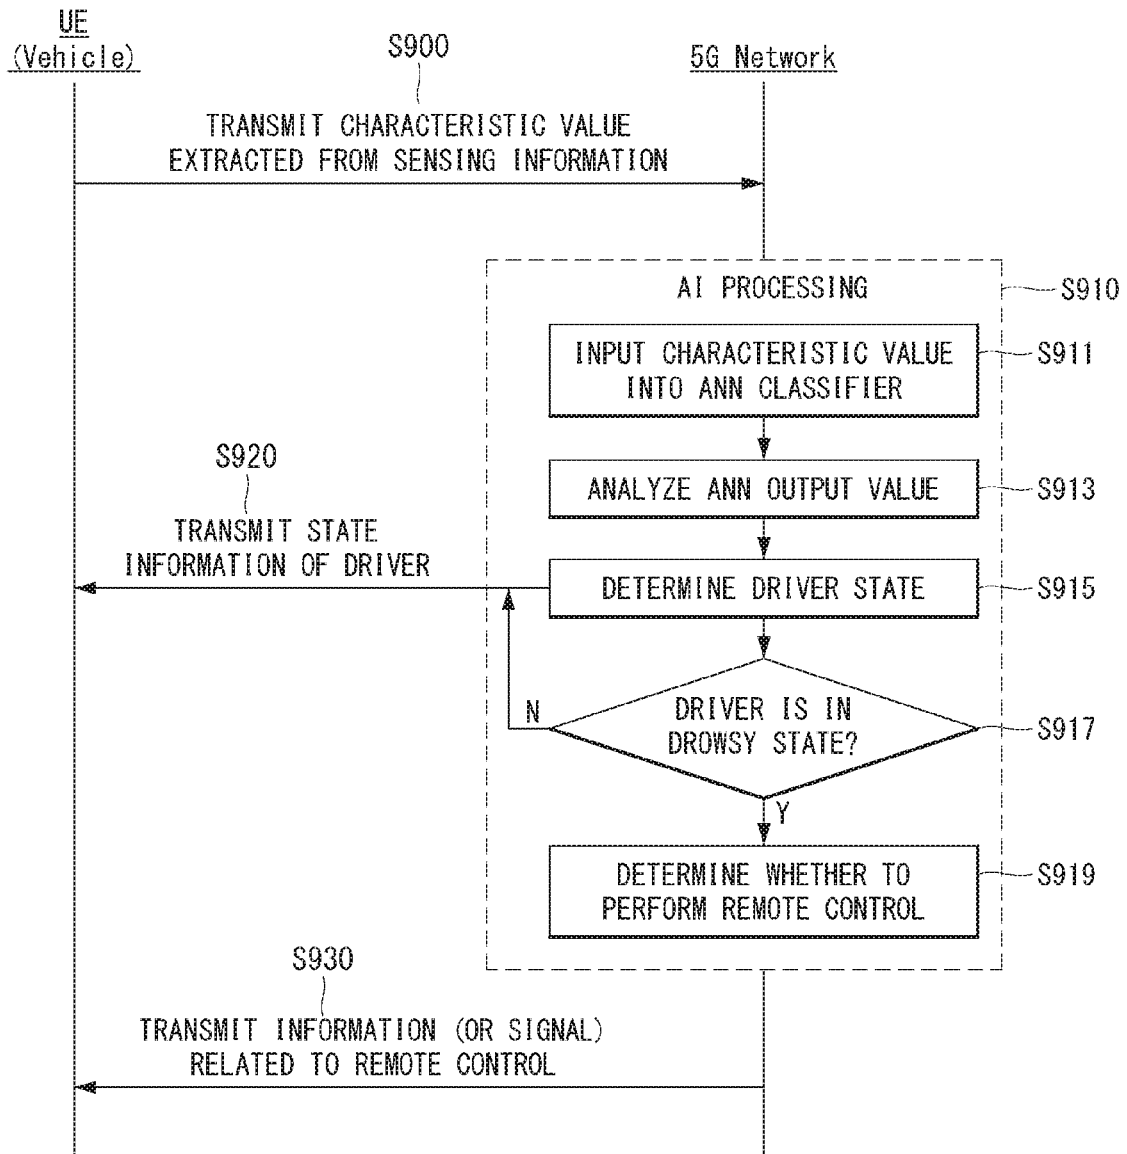 UE
(Vehicle)
5G Network
S900
TRANSMIT CHARACTERISTIC VALUE
EXTRACTED FROM SENSING INFORMATION
AI PROCESSING
S910
INPUT CHARACTERISTIC VALUE
INTO ANN CLASSIFIER
S911
ANALYZE ANN OUTPUT VALUE
S913
S920
TRANSMIT STATE
INFORMATION OF DRIVER
DETERMINE DRIVER STATE
S915
DRIVER IS IN
DROWSY STATE?
S917
N
Y
DETERMINE WHETHER TO
PERFORM REMOTE CONTROL
S919
S930
TRANSMIT INFORMATION (OR SIGNAL)
RELATED TO REMOTE CONTROL